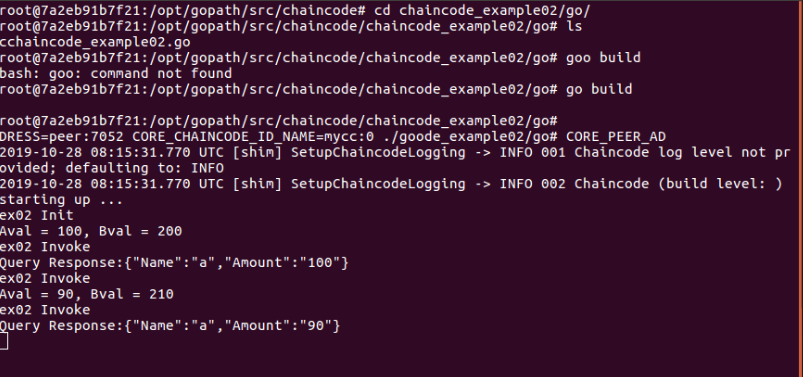 root@7a2eb91b7f21:/opt/gopath/src/chaincode# cd chaincode_example02/go/
root@7a2eb91b7f21:/opt/gopath/src/chaincode/chaincode_example02/go# ls
cchaincode_example02.go
root@7a2eb91b7f21:/opt/gopath/src/chaincode/chaincode_example02/go# goo build
bash: goo: command not found
root@7a2eb91b7f21:/opt/gopath/src/chaincode/chaincode_example02/go# go build
root@7a2eb91b7f21:/opt/gopath/src/chaincode/chaincode_example02/go#
DRESS=peer:7052 CORE_CHAINCODE_ID_NAME=mycc:0 ./goode_example02/go# CORE_PEER_AD
2019-10-28 08:15:31.770 UTC [shim] SetupChaincodeLogging -> INFO 001 Chaincode log level not pr
ovided; defaulting to: INFO
2019-10-28 08:15:31.770 UTC [shim] SetupChaincodeLogging -> INFO 002 Chaincode (build level: )
starting up ...
ex02 Init
Aval = 100, Bval = 200
ex02 Invoke
Query Response:{"Name":"a","Amount":"100"}
ex02 Invoke
Aval = 90, Bval = 210
ex02 Invoke
Query Response:{"Name":"a","Amount":"90"}